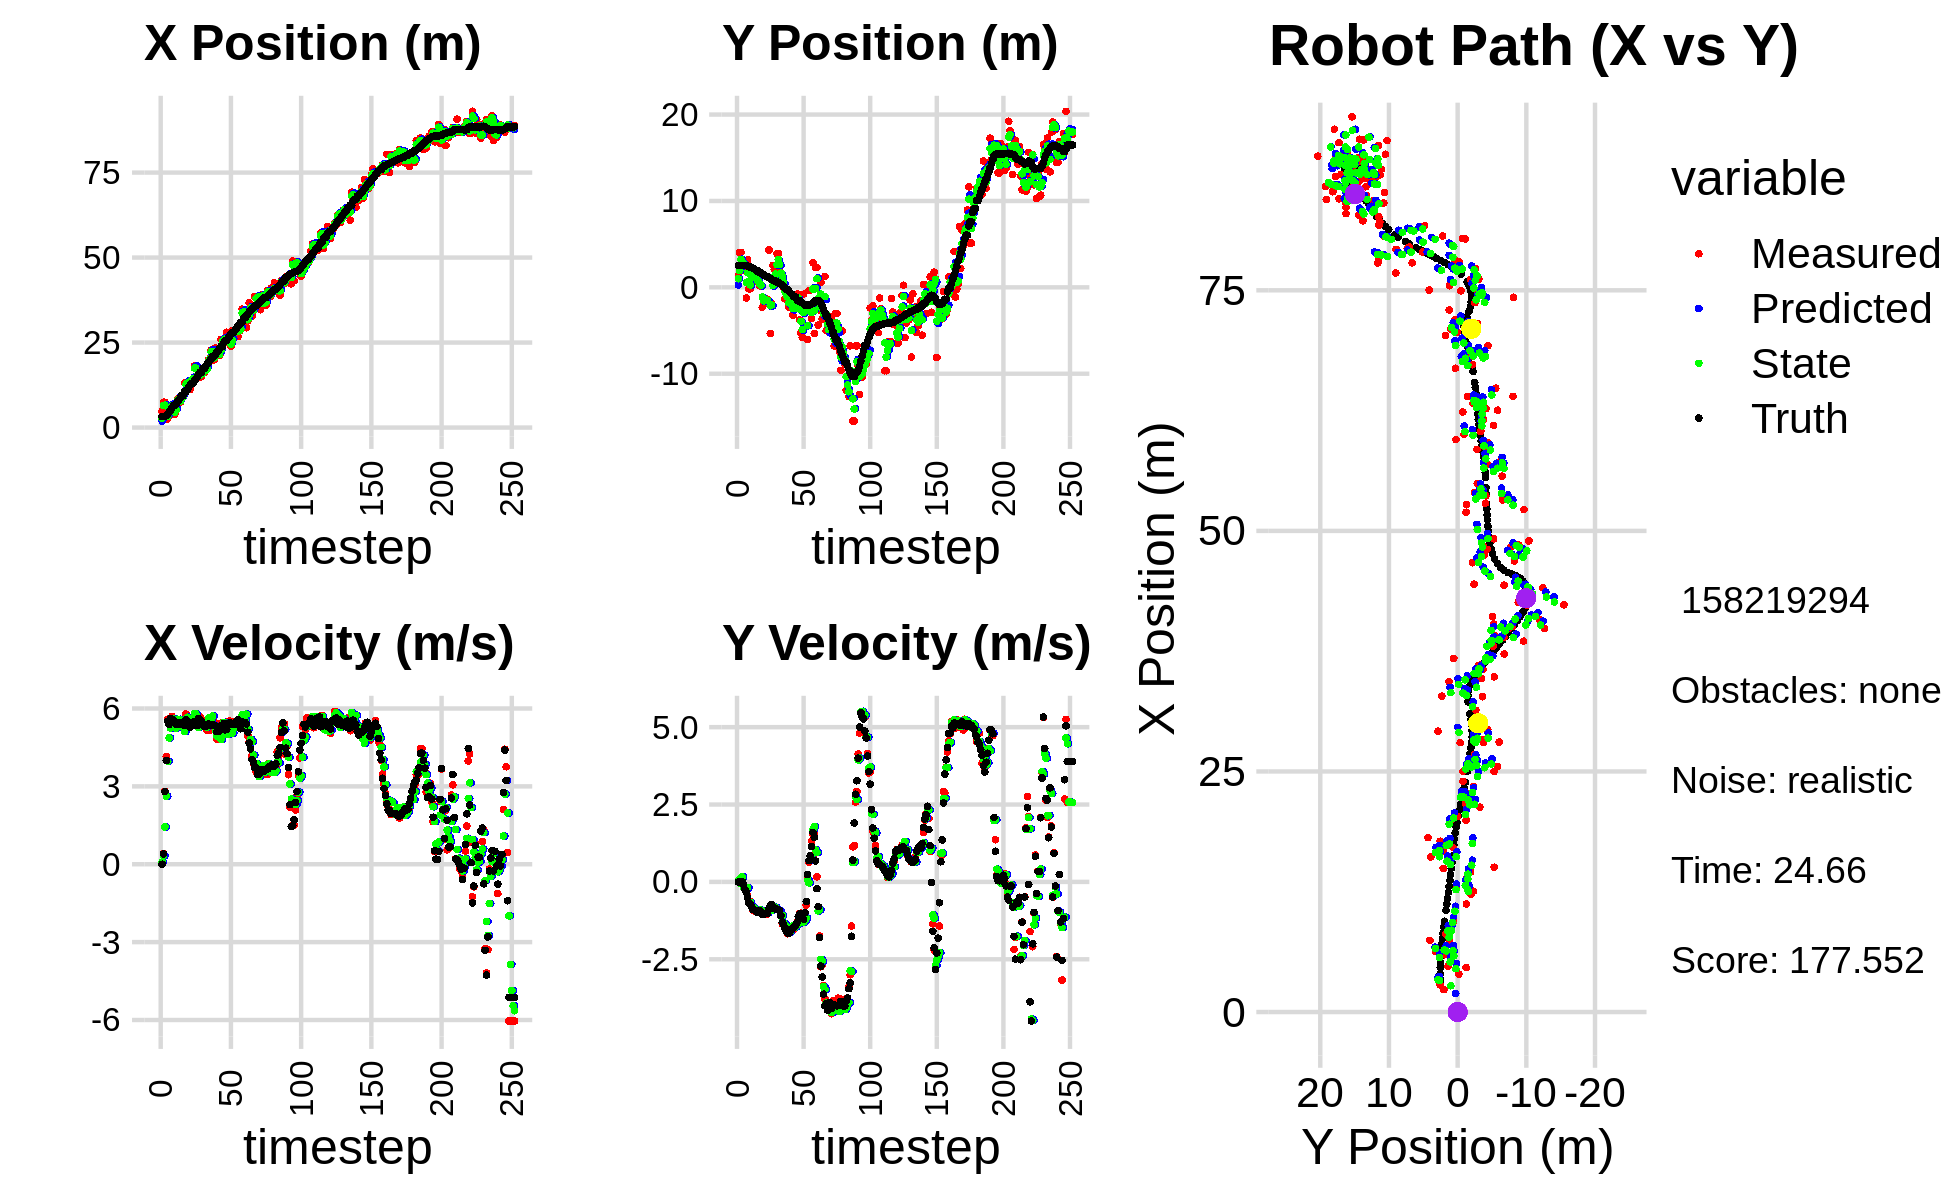 X Position (m)
75
50
25
0
0
50
100
150
200
250
timestep
Y Position (m)
20
10
0
-10
0
50
100
150
200
250
timestep
X Velocity (m/s)
6
3
0
-3
-6
0
50
100
150
200
250
timestep
Y Velocity (m/s)
5.0
2.5
0.0
-2.5
0
50
100
150
200
250
timestep
Robot Path (X vs Y)
X Position (m)
75
50
25
0
20 10 0 -10 -20
Y Position (m)
variable
Measured
Predicted
State
Truth
158219294
Obstacles: none
Noise: realistic
Time: 24.66
Score: 177.552